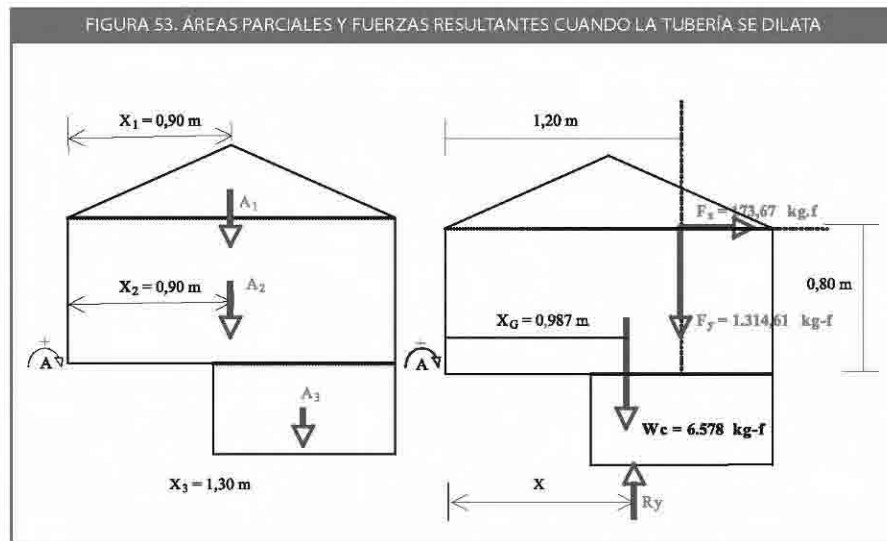 FIGURA 53. ÁREAS PARCIALES Y FUERZAS RESULTANTES CUANDO LA TUBERÍA SE DILATA
X1 = 0,90 m
A1
X2 = 0,90 m
A2
+
A
A3
X3 = 1,30 m
1,20 m
Fx = 173,67 kg.f
0,80 m
XG = 0,987 m
Fy = 1.314,61 kg-f
+
A
Wc = 6.578 kg-f
X
Ry